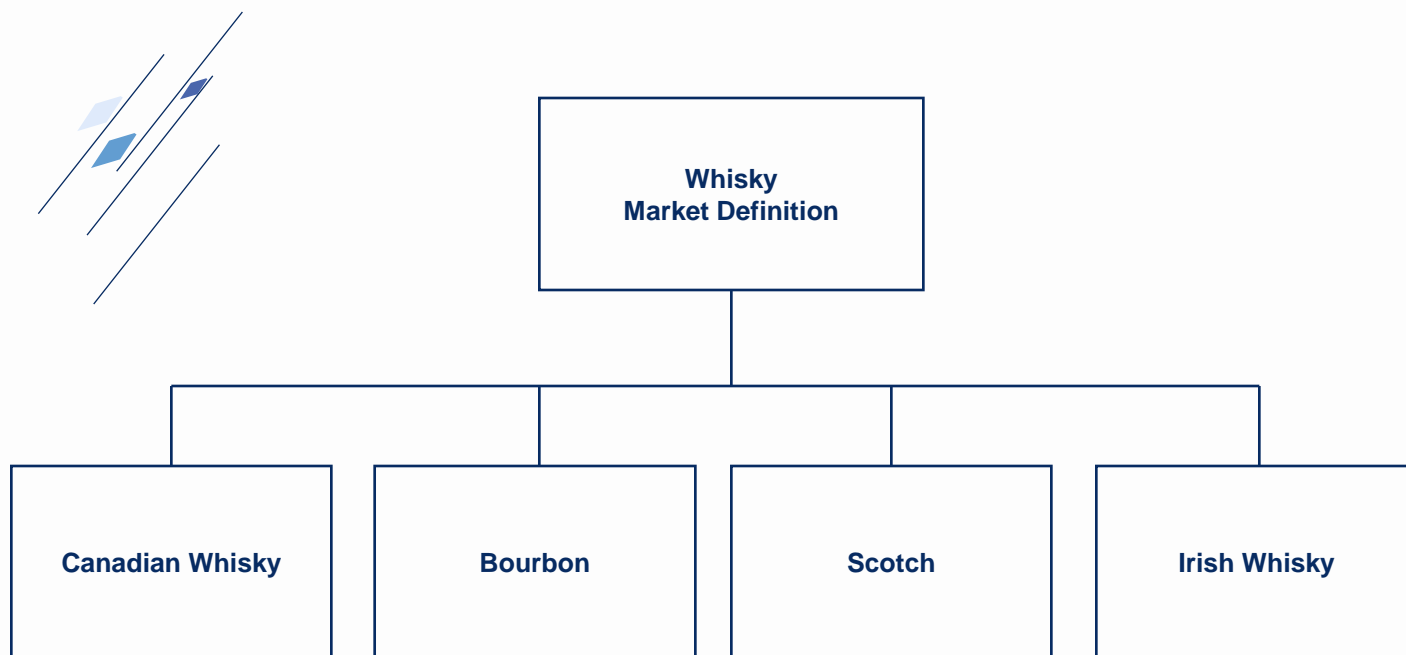 Whisky
Market Definition
Canadian Whisky
Bourbon
Scotch
Irish Whisky